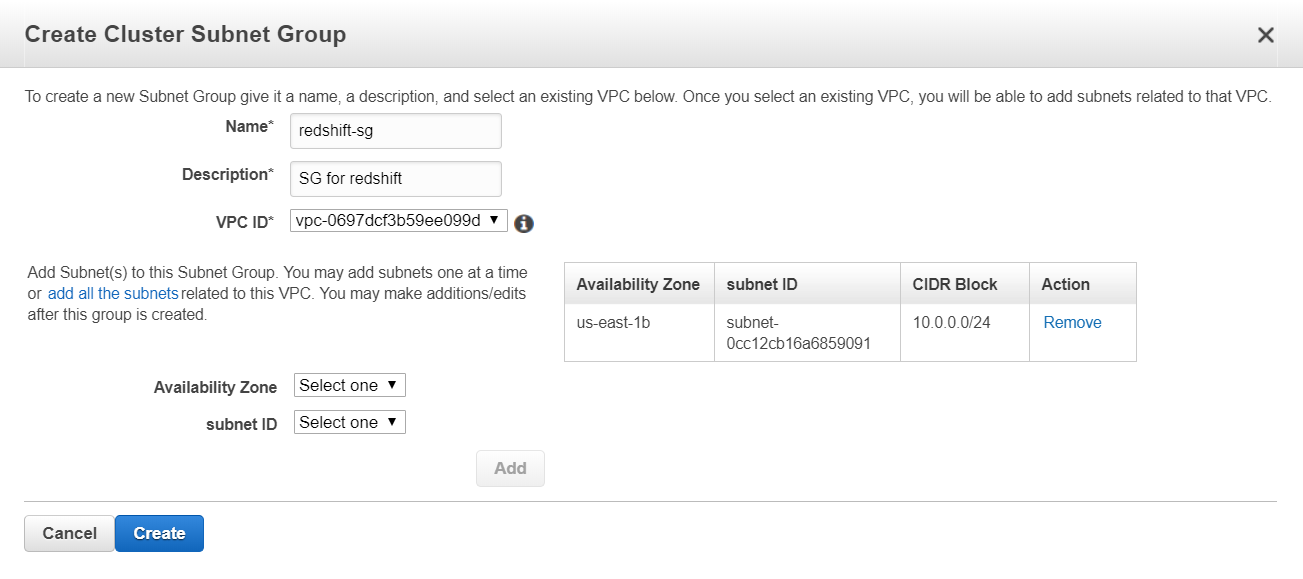 Create Cluster Subnet Group
To create a new Subnet Group give it a name, a description, and select an existing VPC below. Once you select an existing VPC, you will be able to add subnets related to that VPC.
Name* redshift-sg
Description* SG for redshift
VPC ID* vpc-0697dcf3b59ee099d
Add Subnet(s) to this Subnet Group. You may add subnets one at a time
or add all the subnets related to this VPC. You may make additions/edits
after this group is created.
Availability Zone subnet ID CIDR Block Action
us-east-1b subnet- 10.0.0.0/24 Remove
0cc12cb16a6859091
Availability Zone Select one
subnet ID Select one
Add
Cancel Create